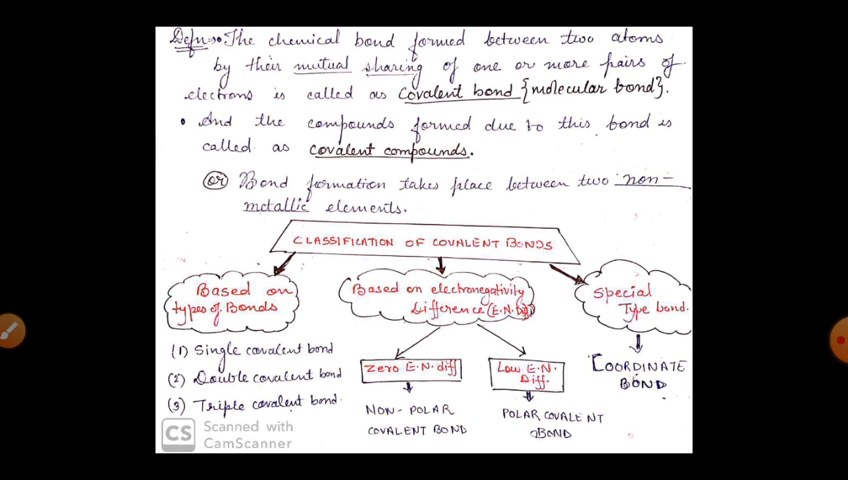 Defn:- The chemical bond formed between two atoms
by their mutual sharing of one or more pairs of
electrons is called as covalent bond {molecular bond}.
• And the compounds formed due to this bond is
called as covalent compounds.
(or) Bond formation takes place between two non-
metallic elements.
CLASSIFICATION OF COVALENT BONDS
Based on
types of Bonds
Based on electronegativity
Difference (E.N. Diff)
Special
Type bond.
(1) Single covalent bond
(2) Double covalent bond
(3) Triple covalent bond.
Zero E.N. diff
Low E.N.
Diff.
COORDINATE
BOND
NON-POLAR
COVALENT BOND
POLAR COVALENT
BOND
CS Scanned with
CamScanner